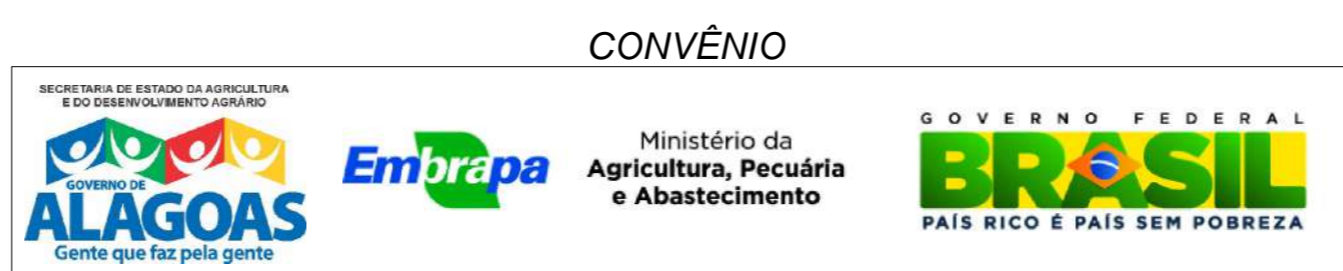 CONVÊNIO
SECRETARIA DE ESTADO DA AGRICULTURA
E DO DESENVOLVIMENTO AGRÁRIO
GOVERNO DE
ALAGOAS
Gente que faz pela gente
Embrapa
Ministério da
Agricultura, Pecuária
e Abastecimento
GOVERNO FEDERAL
BRASIL
PAÍS RICO É PAÍS SEM POBREZA